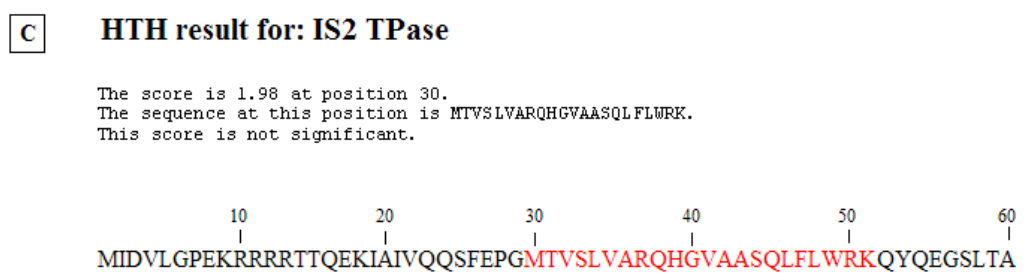 C
HTH result for: IS2 TPase
The score is 1.98 at position 30.
The sequence at this position is MTVSLVARQHGVAASQLFLWRK.
This score is not significant.
10 20 30 40 50 60
MIDVLGPEKRRRRTTQEKIAIVQQSFEPGMTVSLVARQHGVAASQLFLWRKQYQEGSLTA